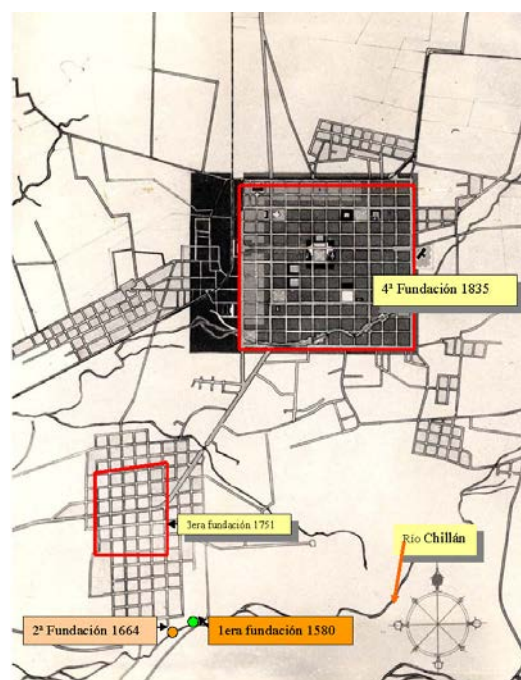 4ª Fundación 1835
3era fundación 1751
Río Chillán
2ª Fundación 1664
1era fundación 1580